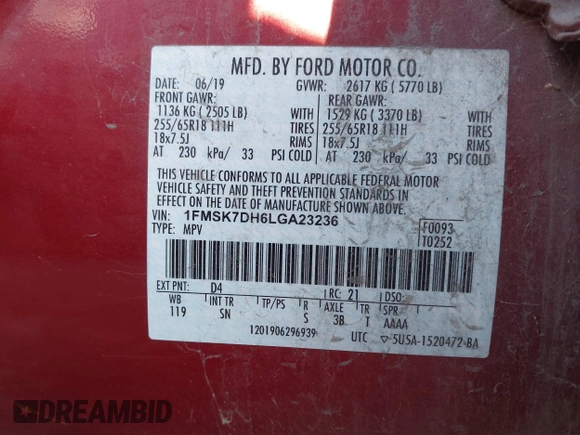 MFD. BY FORD MOTOR CO.
DATE: 06/19 GVWR: 2617 KG ( 5770 LB)
FRONT GAWR: REAR GAWR:
1136 KG ( 2505 LB) WITH 1529 KG ( 3370 LB) WITH
255/65R18 111H TIRES 255/65R18 111H TIRES
18x7.5J RIMS 18x7.5J RIMS
AT 230 kPa/ 33 PSI COLD AT 230 kPa/ 33 PSI COLD
THIS VEHICLE CONFORMS TO ALL APPLICABLE FEDERAL MOTOR
VEHICLE SAFETY AND THEFT PREVENTION STANDARDS IN
EFFECT ON THE DATE OF MANUFACTURE SHOWN ABOVE.
VIN: 1FMSK7DH6LGA23236 F0093
TYPE: MPV T0252
EXT PNT: D4 RC: 21 DSO:
WB INT TR TP/PS R AXLE TR SPR
119 SN S 3B T AAAA
1201906296939 UTC ▽5U5A-1520472-BA
DREAMBID